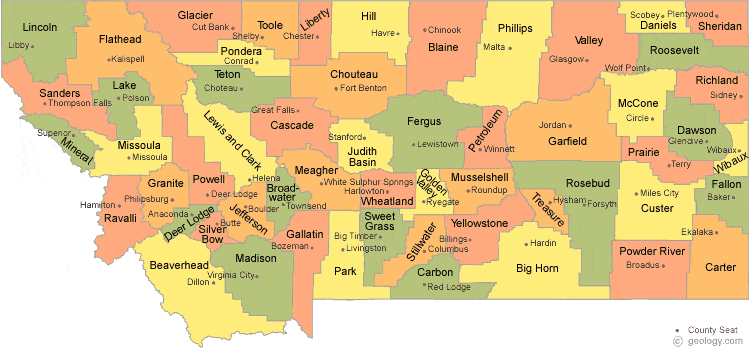 Lincoln
Libby
Flathead
Kalispell
Glacier
Cut Bank
Toole
Shelby
Liberty
Chester
Hill
Havre
Blaine
Chinook
Phillips
Malta
Valley
Glasgow
Scobey
Daniels
Plentywood
Sheridan
Roosevelt
Wolf Point
Pondera
Conrad
Teton
Choteau
Chouteau
Fort Benton
Richland
Sidney
McCone
Circle
Sanders
Thompson Falls
Lake
Polson
Lewis and Clark
Helena
Great Falls
Cascade
Fergus
Lewistown
Petroleum
Winnett
Jordan
Garfield
Dawson
Glendive
Wibaux
Wibaux
Superior
Mineral
Missoula
Missoula
Stanford
Judith
Basin
Prairie
Terry
Powell
Deer Lodge
Granite
Philipsburg
Meagher
White Sulphur Springs
Harlowton
Wheatland
Golden
Valley
Ryegate
Musselshell
Roundup
Treasure
Hysham
Rosebud
Forsyth
Miles City
Custer
Fallon
Baker
Hamilton
Ravalli
Anaconda
Deer Lodge
Butte
Silver
Bow
Boulder
Jefferson
Broad-
water
Townsend
Gallatin
Bozeman
Big Timber
Livingston
Park
Sweet
Grass
Stillwater
Columbus
Yellowstone
Billings
Hardin
Big Horn
Ekalaka
Carter
Powder River
Broadus
Beaverhead
Dillon
Madison
Virginia City
Carbon
Red Lodge
County Seat
© geology.com